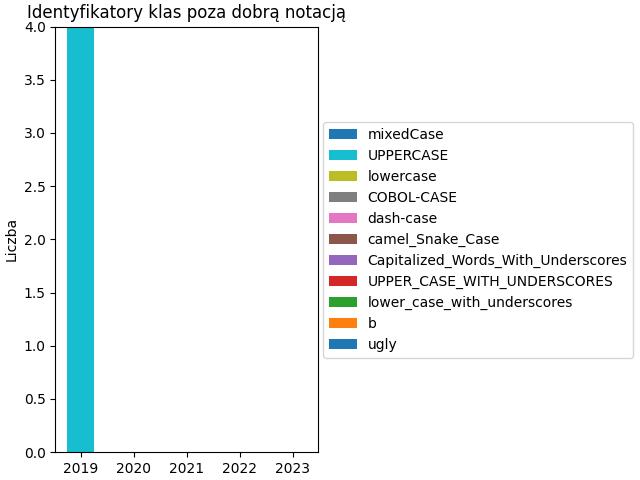 Identyfikatory klas poza dobrą notacją
4.0
3.5
3.0
2.5
2.0
1.5
1.0
0.5
0.0
Liczba
2019 2020 2021 2022 2023
mixedCase
UPPERCASE
lowercase
COBOL-CASE
dash-case
camel_Snake_Case
Capitalized_Words_With_Underscores
UPPER_CASE_WITH_UNDERSCORES
lower_case_with_underscores
b
ugly